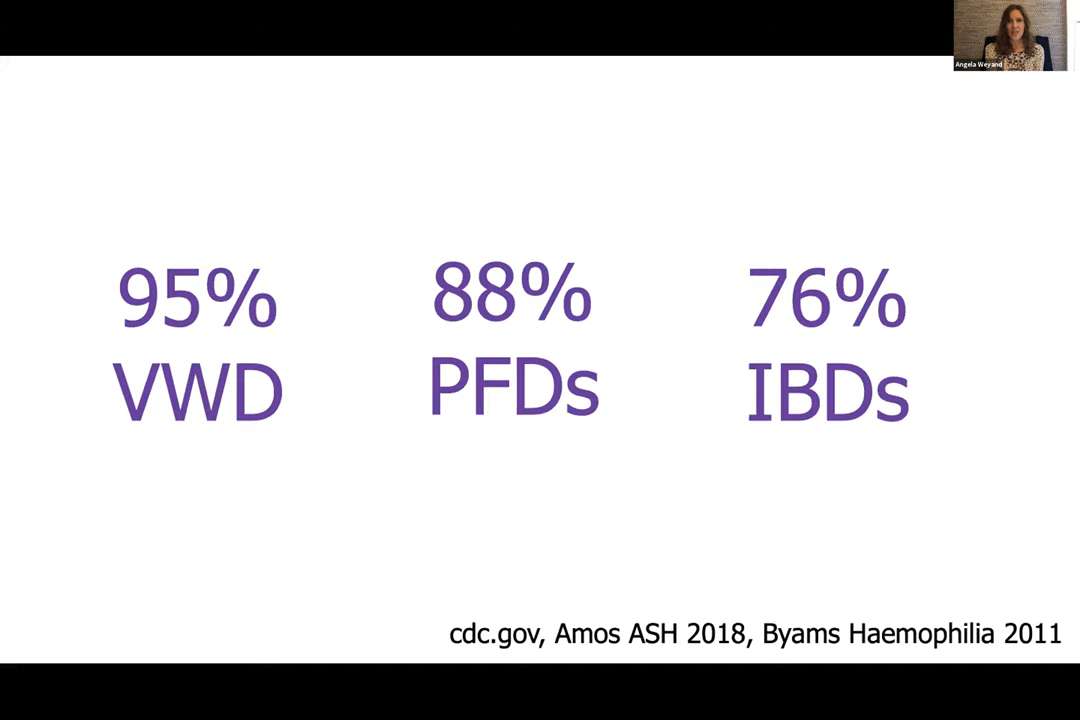 Angela Weyand
95% 88% 76%
VWD PFDs IBDs
cdc.gov, Amos ASH 2018, Byams Haemophilia 2011